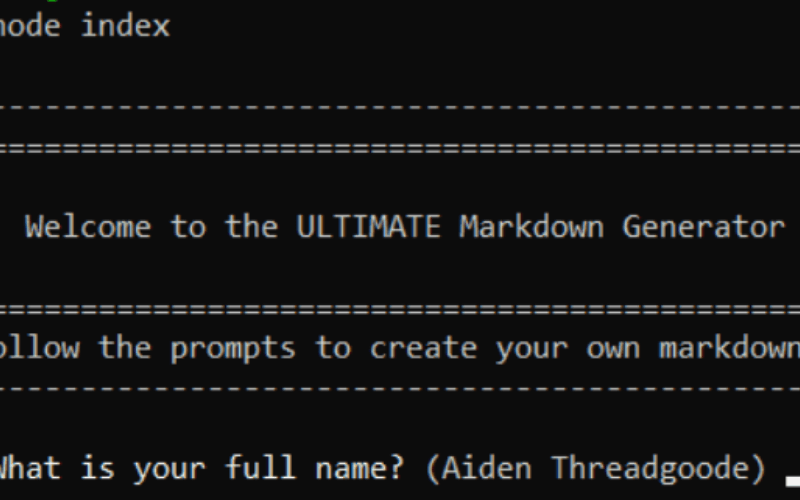 node index
--------------------------------------------
============================================
Welcome to the ULTIMATE Markdown Generator
============================================
ollow the prompts to create your own markdown
--------------------------------------------
What is your full name? (Aiden Threadgoode)